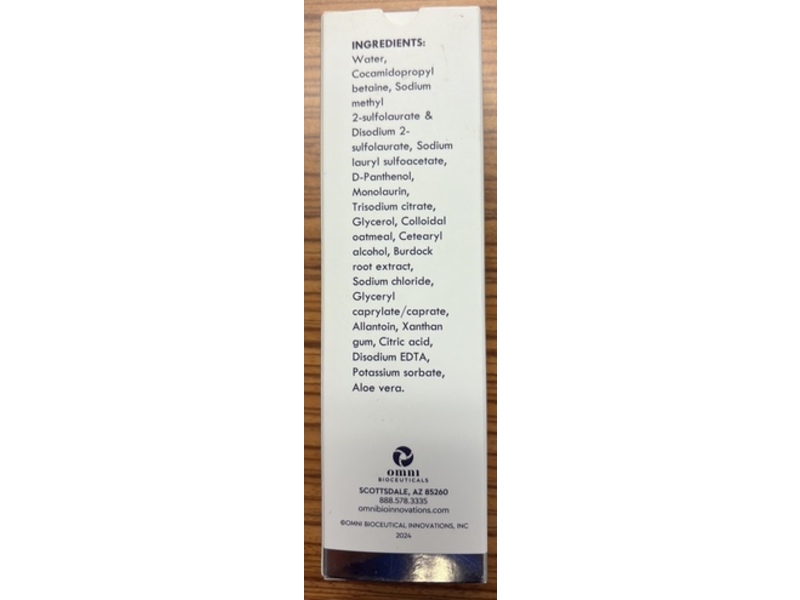 INGREDIENTS:
Water,
Cocamidopropyl
betaine, Sodium
methyl
2-sulfolaurate &
Disodium 2-
sulfolaurate, Sodium
lauryl sulfoacetate,
D-Panthenol,
Monolaurin,
Trisodium citrate,
Glycerol, Colloidal
oatmeal, Cetearyl
alcohol, Burdock
root extract,
Sodium chloride,
Glyceryl
caprylate/caprate,
Allantoin, Xanthan
gum, Citric acid,
Disodium EDTA,
Potassium sorbate,
Aloe vera.
omni
BIOCEUTICALS
SCOTTSDALE, AZ 85260
888.578.3335
omnibioinnovations.com
©OMNI BIOCEUTICAL INNOVATIONS, INC
2024